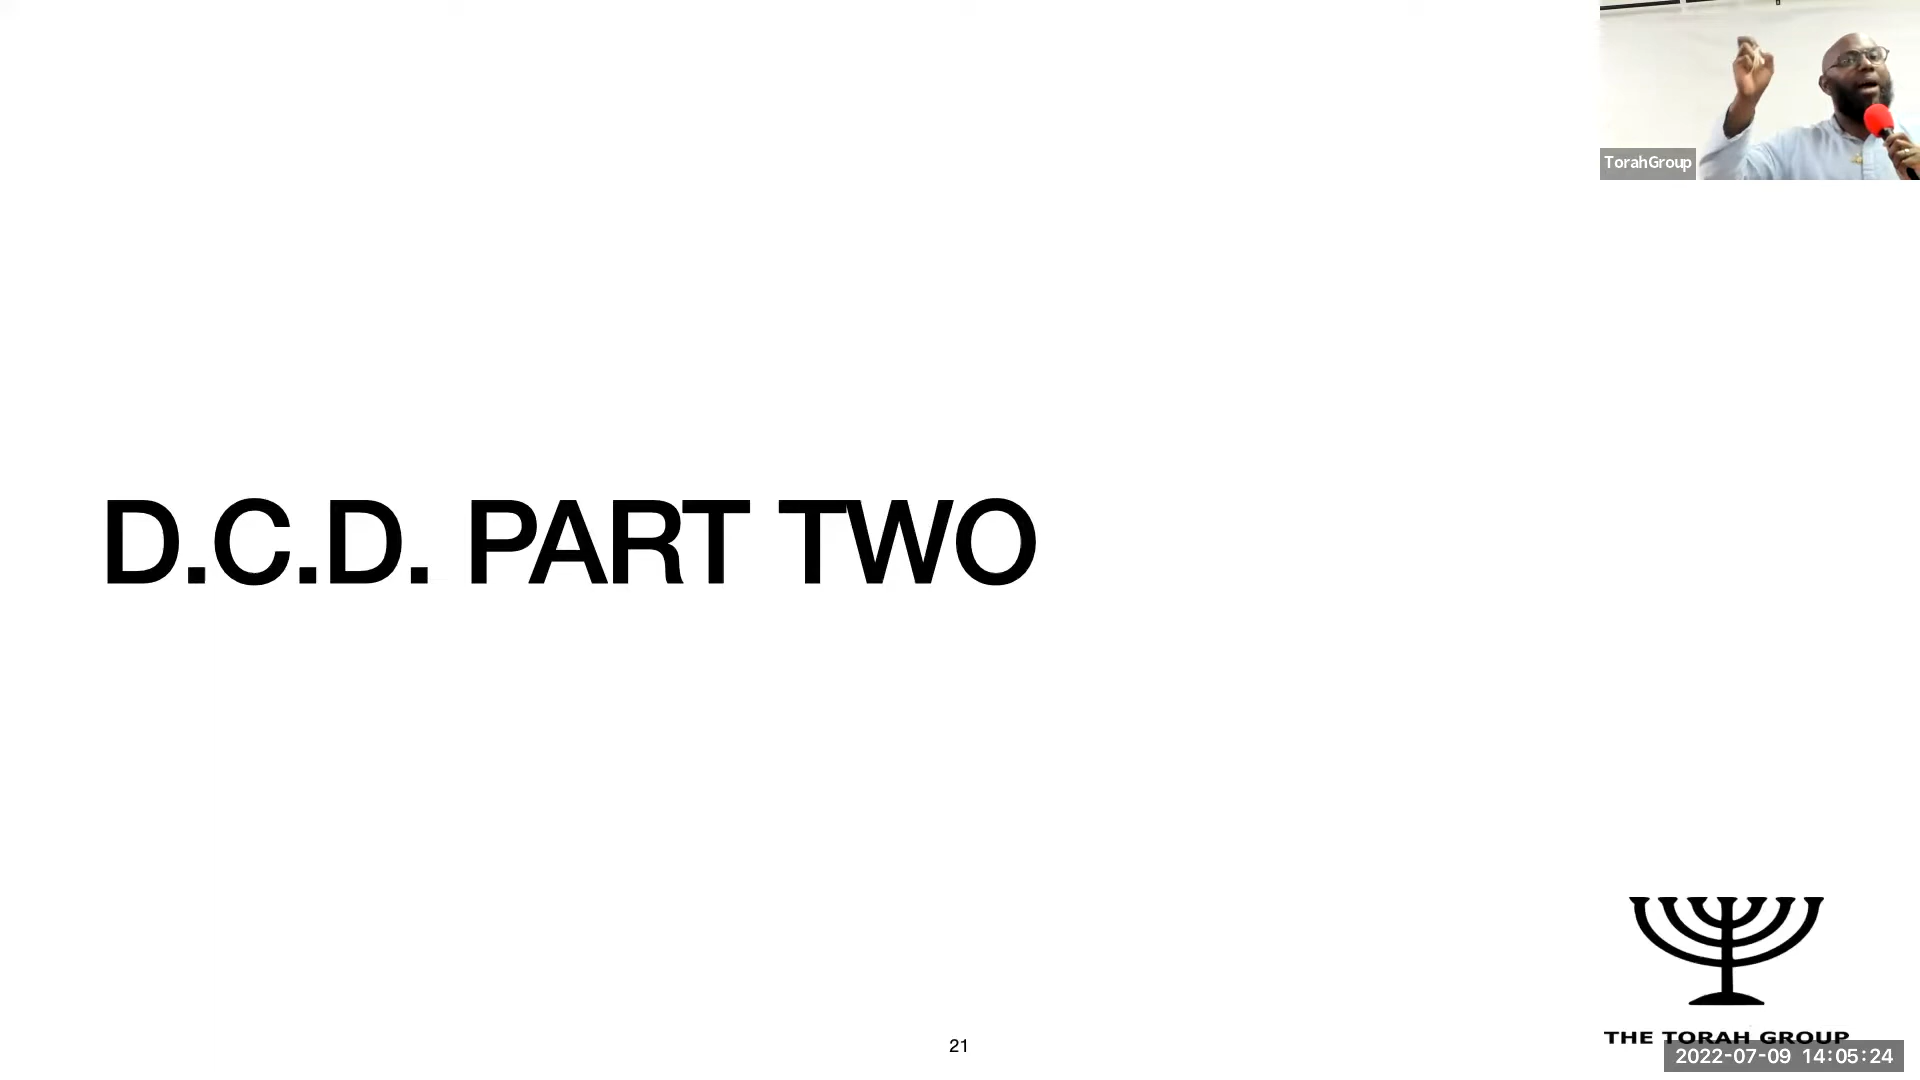 TorahGroup
D.C.D. PART TWO
21
THE TORAH GROUP
2022-07-09 14:05:24